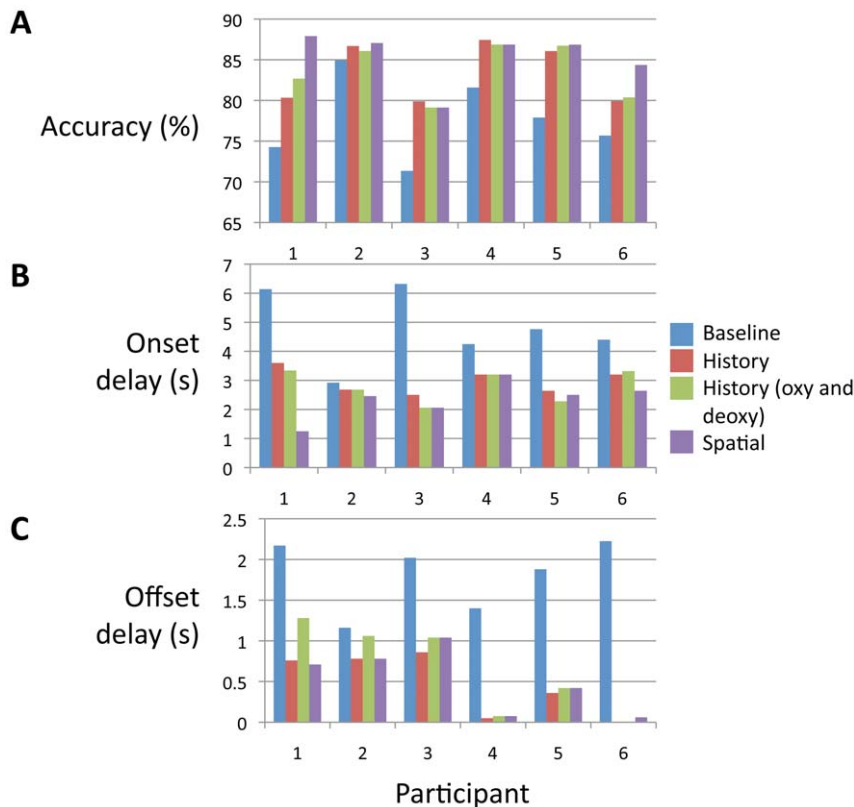 A
Accuracy (%)
90
85
80
75
70
65
1 2 3 4 5 6
B
Onset
delay (s)
7
6
5
4
3
2
1
0
1 2 3 4 5 6
Baseline
History
History (oxy and
deoxy)
Spatial
C
Offset
delay (s)
2.5
2
1.5
1
0.5
0
1 2 3 4 5 6
Participant